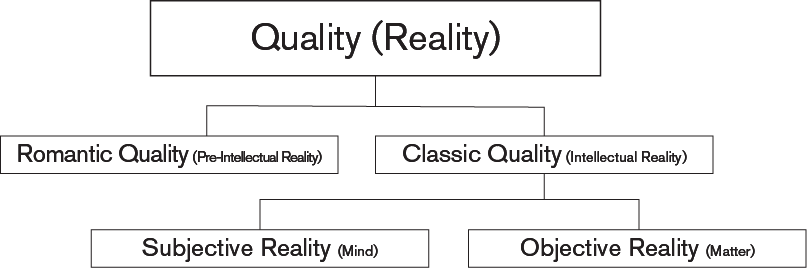 Quality (Reality)
Romantic Quality (Pre-Intellectual Reality)
Classic Quality (Intellectual Reality)
Subjective Reality (Mind)
Objective Reality (Matter)